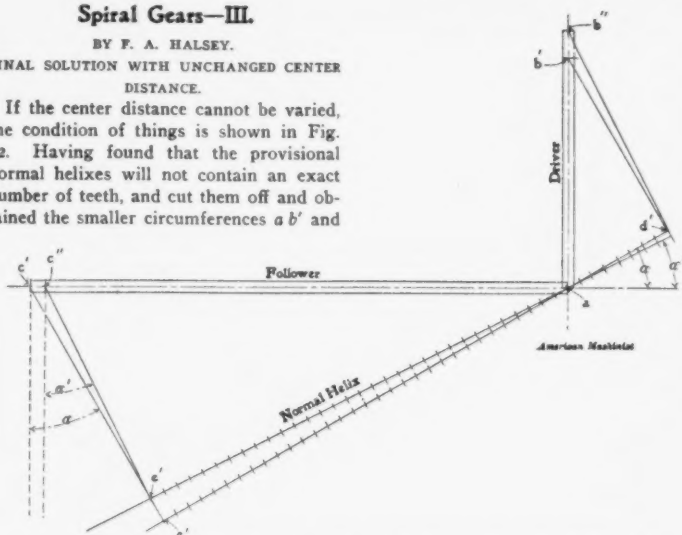 Spiral Gears—III.
BY F. A. HALSEY.
NAL SOLUTION WITH UNCHANGED CENTER
DISTANCE.
If the center distance cannot be varied,
he condition of things is shown in Fig.
2. Having found that the provisional
ormal helixes will not contain an exact
umber of teeth, and cut them off and ob-
ained the smaller circumferences a b′ and
b″
b′
Driver
d′
α
α
a
American Machinist
c′
c″
Follower
α′
α
Normal Helix
e′